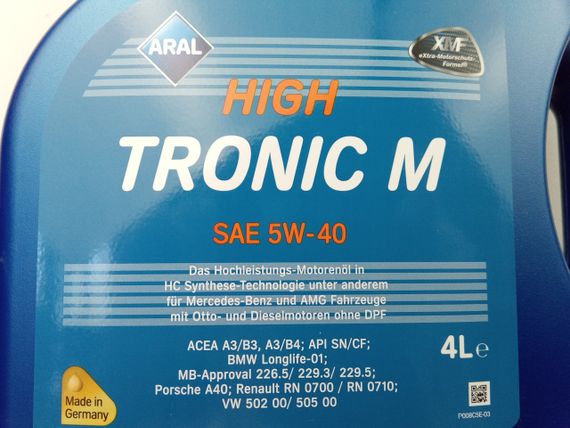 ARAL
XMF
eXtra-Motorschutz-
Formel®
HIGH
TRONIC M
SAE 5W-40
Das Hochleistungs-Motorenöl in
HC Synthese-Technologie unter anderem
für Mercedes-Benz und AMG Fahrzeuge
mit Otto- und Dieselmotoren ohne DPF
ACEA A3/B3, A3/B4; API SN/CF;
BMW Longlife-01;
MB-Approval 226.5/ 229.3/ 229.5;
Porsche A40; Renault RN 0700 / RN 0710;
VW 502 00/ 505 00
4L℮
Made in
Germany
P008C5E-03